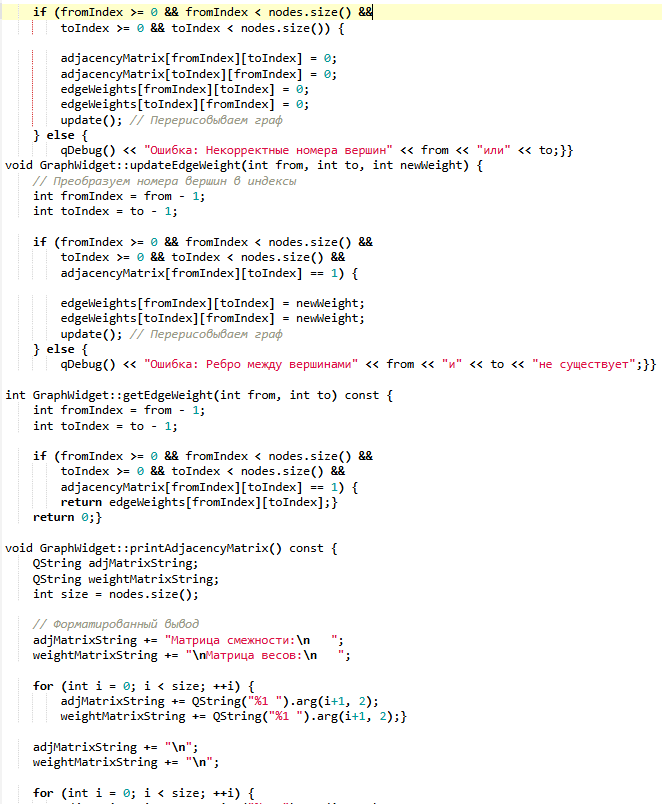 if (fromIndex >= 0 && fromIndex < nodes.size() &&
toIndex >= 0 && toIndex < nodes.size()) {
adjacencyMatrix[fromIndex][toIndex] = 0;
adjacencyMatrix[toIndex][fromIndex] = 0;
edgeWeights[fromIndex][toIndex] = 0;
edgeWeights[toIndex][fromIndex] = 0;
update(); // Перерисовываем граф
} else {
qDebug() << "Ошибка: Некорректные номера вершин" << from << "или" << to;}}
void GraphWidget::updateEdgeWeight(int from, int to, int newWeight) {
// Преобразуем номера вершин в индексы
int fromIndex = from - 1;
int toIndex = to - 1;
if (fromIndex >= 0 && fromIndex < nodes.size() &&
toIndex >= 0 && toIndex < nodes.size() &&
adjacencyMatrix[fromIndex][toIndex] == 1) {
edgeWeights[fromIndex][toIndex] = newWeight;
edgeWeights[toIndex][fromIndex] = newWeight;
update(); // Перерисовываем граф
} else {
qDebug() << "Ошибка: Ребро между вершинами" << from << "и" << to << "не существует";}}
int GraphWidget::getEdgeWeight(int from, int to) const {
int fromIndex = from - 1;
int toIndex = to - 1;
if (fromIndex >= 0 && fromIndex < nodes.size() &&
toIndex >= 0 && toIndex < nodes.size() &&
adjacencyMatrix[fromIndex][toIndex] == 1) {
return edgeWeights[fromIndex][toIndex];}
return 0;}
void GraphWidget::printAdjacencyMatrix() const {
QString adjMatrixString;
QString weightMatrixString;
int size = nodes.size();
// Форматированный вывод
adjMatrixString += "Матрица смежности:\n   ";
weightMatrixString += "\nМатрица весов:\n   ";
for (int i = 0; i < size; ++i) {
adjMatrixString += QString("%1 ").arg(i+1, 2);
weightMatrixString += QString("%1 ").arg(i+1, 2);}
adjMatrixString += "\n";
weightMatrixString += "\n";
for (int i = 0; i < size; ++i) {